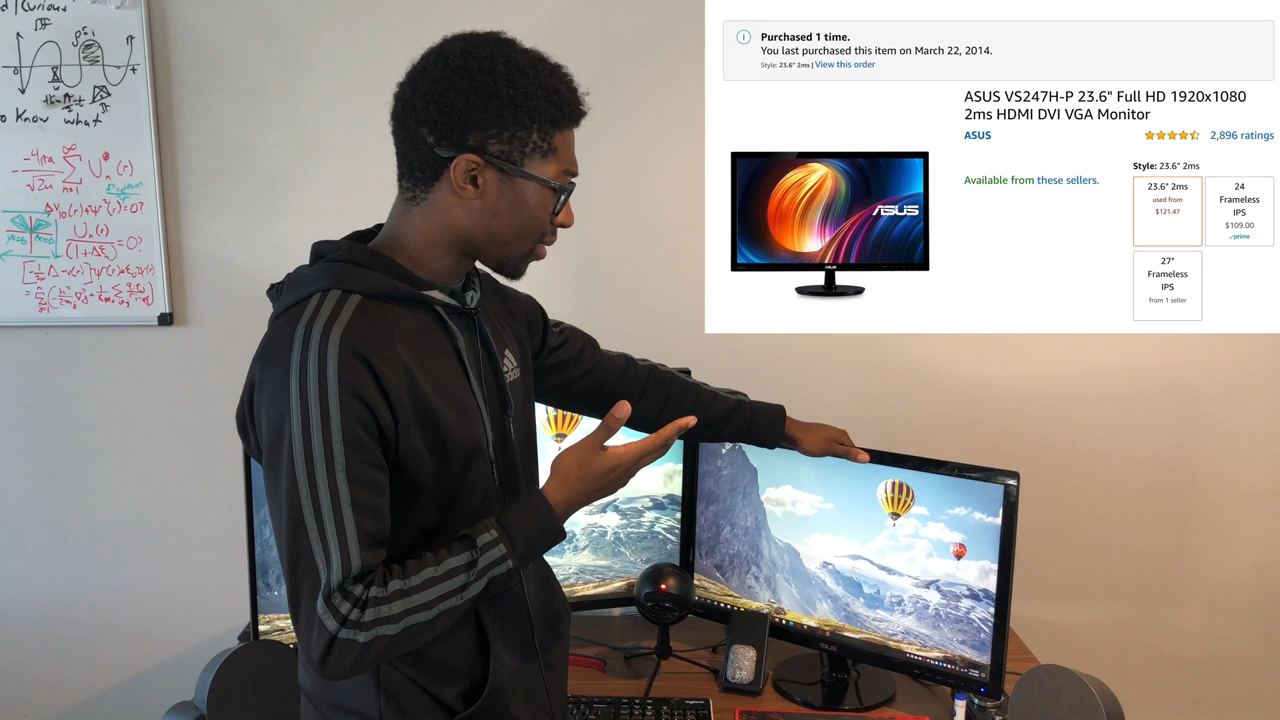 Know what
Purchased 1 time.
You last purchased this item on March 22, 2014.
Style: 23.6" 2ms | View this order
ASUS VS247H-P 23.6" Full HD 1920x1080
2ms HDMI DVI VGA Monitor
ASUS
2,896 ratings
Available from these sellers.
Style: 23.6" 2ms
23.6" 2ms
used from
$121.47
24
Frameless
IPS
$109.00
prime
27"
Frameless
IPS
from 1 seller
ASUS
adidas